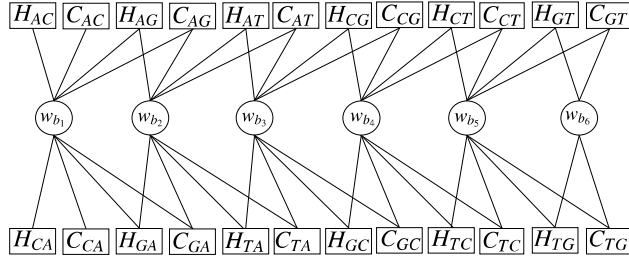 H_AC C_AC H_AG C_AG H_AT C_AT H_CG C_CG H_CT C_CT H_GT C_GT
w_b₁ w_b₂ w_b₃ w_b₄ w_b₅ w_b₆
H_CA C_CA H_GA C_GA H_TA C_TA H_GC C_GC H_TC C_TC H_TG C_TG